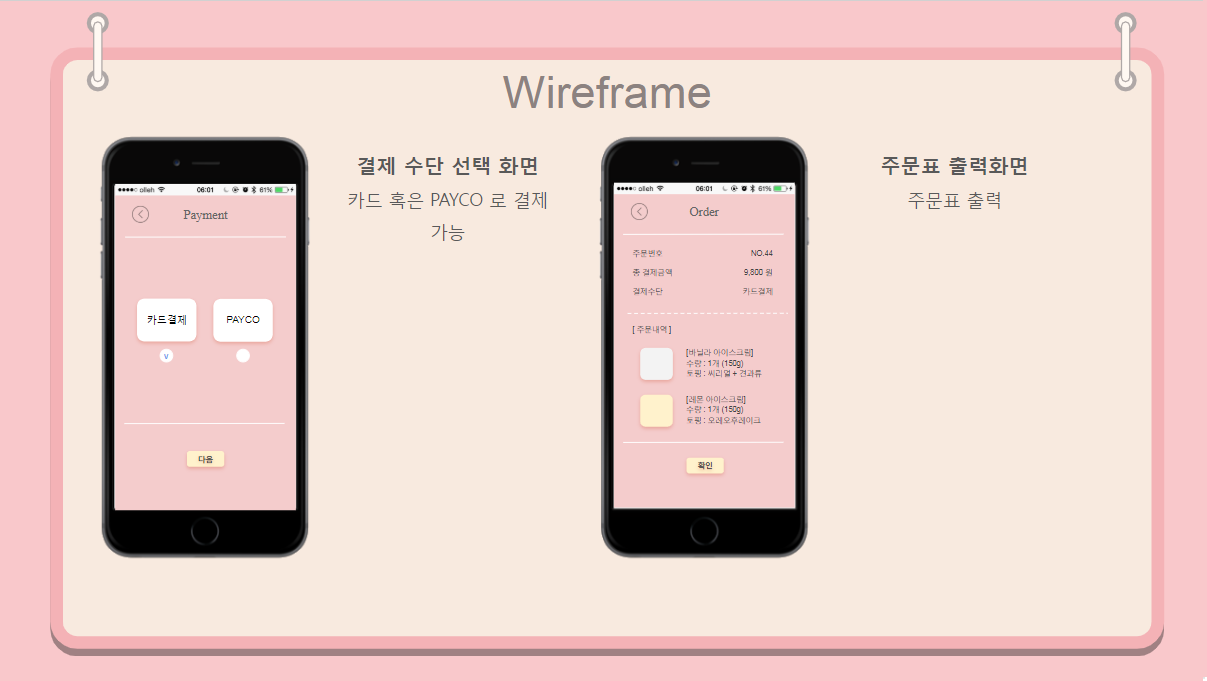 Wireframe
olleh
06:01
61%
Payment
카드결제
PAYCO
v
다음
결제 수단 선택 화면
카드 혹은 PAYCO 로 결제
가능
olleh
06:01
61%
Order
주문번호 NO.44
총 결제금액 9,800 원
결제수단 카드결제
[ 주문내역 ]
[바닐라 아이스크림]
수량 : 1개 (150g)
토핑 : 씨리얼 + 견과류
[레몬 아이스크림]
수량 : 1개 (150g)
토핑 : 오레오후레이크
확인
주문표 출력화면
주문표 출력